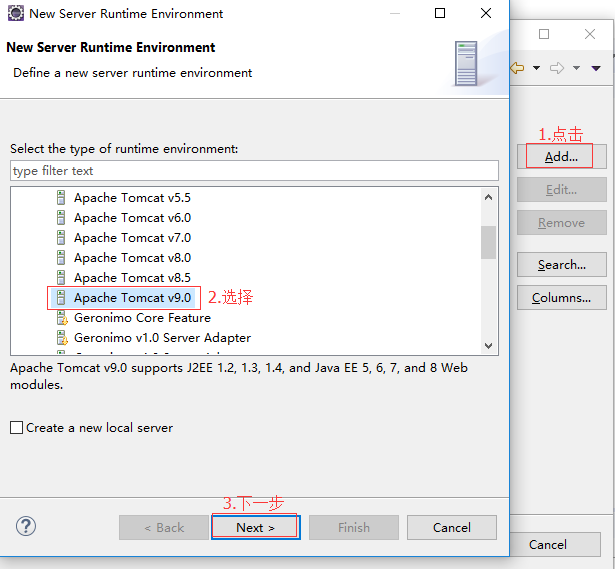 New Server Runtime Environment
New Server Runtime Environment
Define a new server runtime environment
Select the type of runtime environment:
type filter text
Apache Tomcat v5.5
Apache Tomcat v6.0
Apache Tomcat v7.0
Apache Tomcat v8.0
Apache Tomcat v8.5
Apache Tomcat v9.0
2.选择
Geronimo Core Feature
Geronimo v1.0 Server Adapter
Apache Tomcat v9.0 supports J2EE 1.2, 1.3, 1.4, and Java EE 5, 6, 7, and 8 Web
modules.
Create a new local server
3.下一步
?
< Back
Next >
Finish
Cancel
1.点击
Add...
Edit...
Remove
Search...
Columns...
Cancel